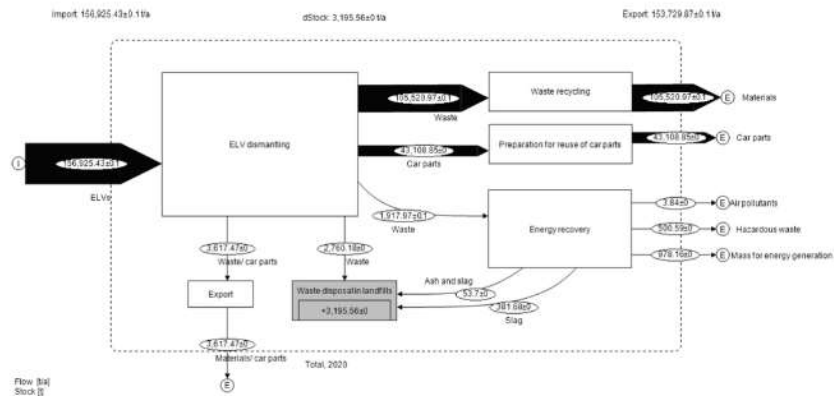 Import: 156,925.43±0.1 t/a
dStock: 3,195.56±0 t/a
Export: 153,729.87±0.1 t/a
105,520.97±0.1
Waste
Waste recycling
105,520.97±0.1
E
Materials
ELV dismantling
43,108.85±0
Car parts
Preparation for reuse of car parts
43,108.85±0
E
Car parts
I
156,925.43±0.1
ELVs
1,917.97±0.1
Waste
Energy recovery
3.84±0
E
Air pollutants
500.59±0
E
Hazardous waste
978.16±0
E
Mass for energy generation
3,617.47±0
Waste/ car parts
2,760.18±0
Waste
Export
Waste disposal in landfills
+3,195.56±0
Ash and slag
53.7±0
381.68±0
Slag
3,617.47±0
Materials/ car parts
E
Total, 2020
Flow [t/a]
Stock [t]